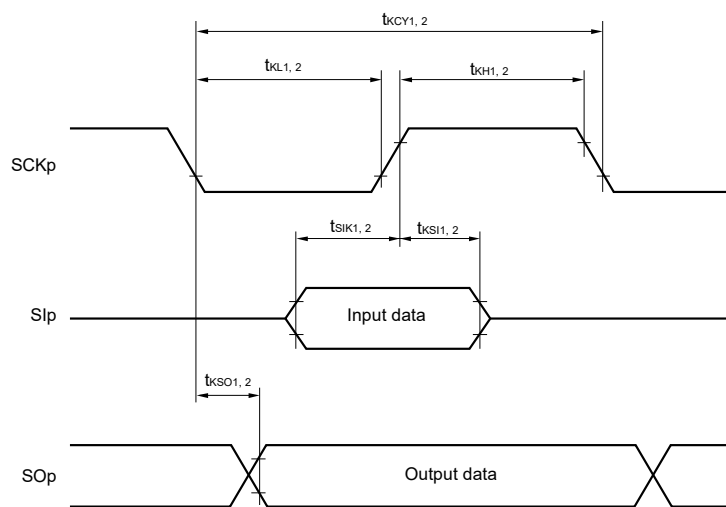 tKCY1, 2
tKL1, 2
tKH1, 2
SCKp
tSIK1, 2
tKSI1, 2
SIp
Input data
tKSO1, 2
SOp
Output data